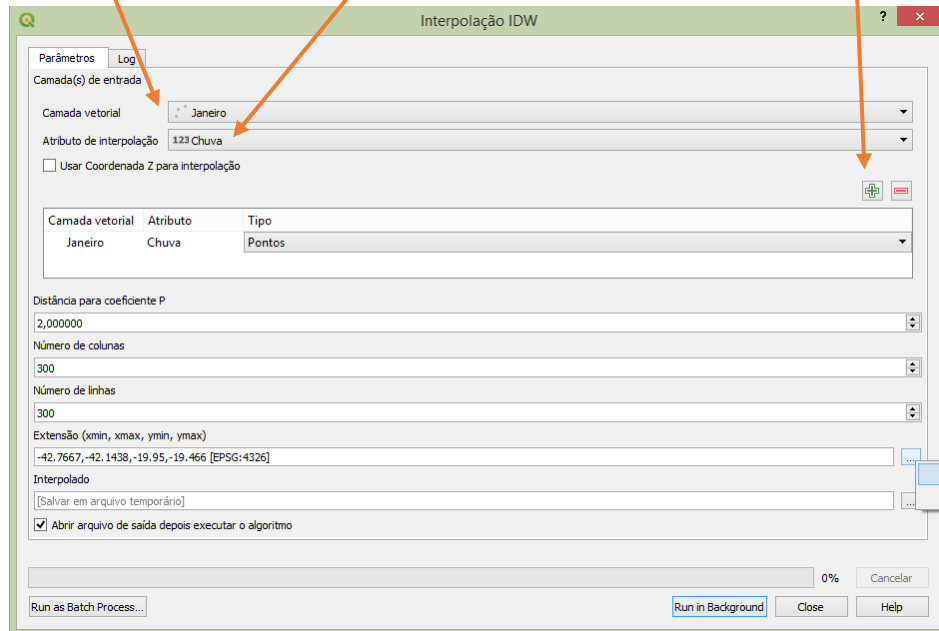 Interpolação IDW
?
Parâmetros Log
Camada(s) de entrada
Camada vetorial Janeiro
Atributo de interpolação 123 Chuva
Usar Coordenada Z para interpolação
Camada vetorial Atributo Tipo
Janeiro Chuva Pontos
Distância para coeficiente P
2,000000
Número de colunas
300
Número de linhas
300
Extensão (xmin, xmax, ymin, ymax)
-42.7667,-42.1438,-19.95,-19.466 [EPSG:4326]
...
Interpolado
[Salvar em arquivo temporário]
...
Abrir arquivo de saída depois executar o algoritmo
0% Cancelar
Run as Batch Process... Run in Background Close Help